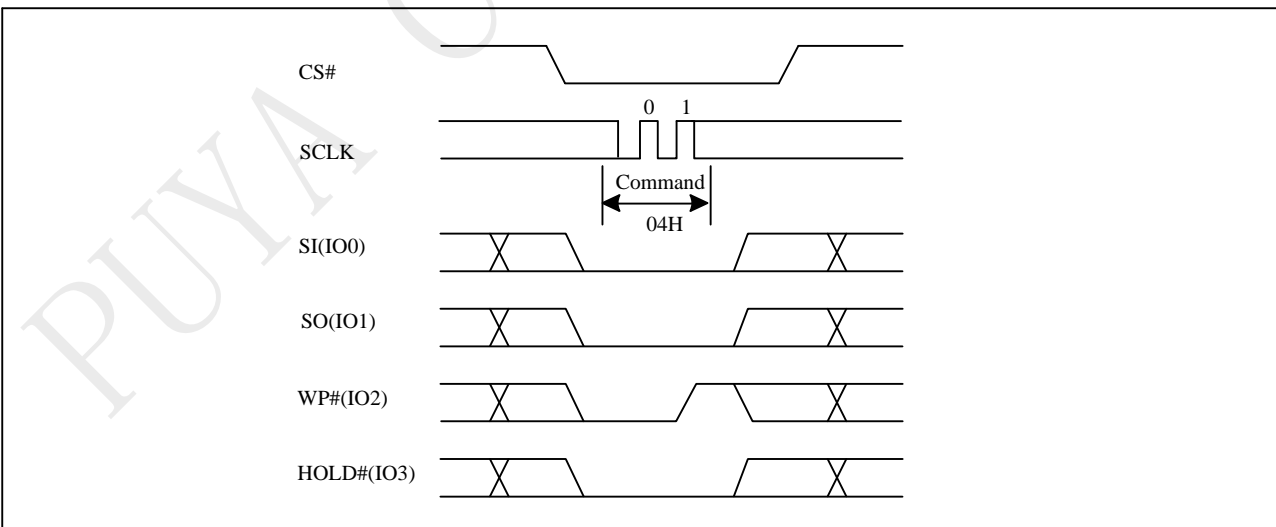 CS#
0 1
SCLK
Command
04H
SI(IO0)
SO(IO1)
WP#(IO2)
HOLD#(IO3)
PUYA